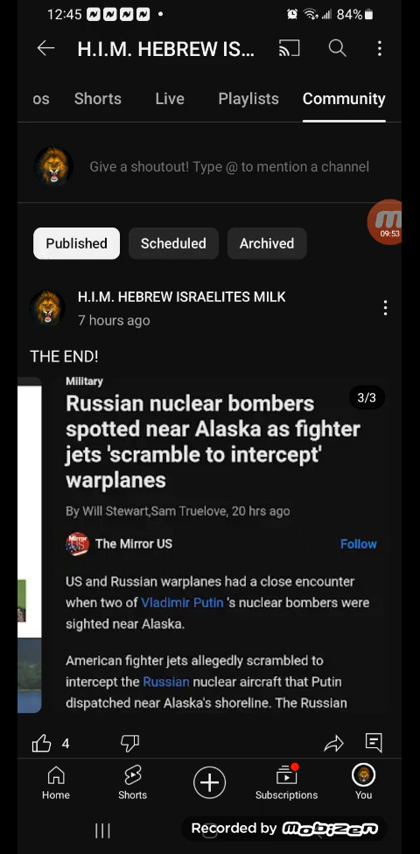 12:45 N N N N • 84%
H.I.M. HEBREW IS...
os Shorts Live Playlists Community
Give a shoutout! Type @ to mention a channel
09:53
Published Scheduled Archived
H.I.M. HEBREW ISRAELITES MILK
7 hours ago
THE END!
Military
3/3
Russian nuclear bombers
spotted near Alaska as fighter
jets 'scramble to intercept'
warplanes
By Will Stewart,Sam Truelove, 20 hrs ago
The Mirror US Follow
US and Russian warplanes had a close encounter
when two of Vladimir Putin 's nuclear bombers were
sighted near Alaska.
American fighter jets allegedly scrambled to
intercept the Russian nuclear aircraft that Putin
dispatched near Alaska's shoreline. The Russian
4
Home Shorts Subscriptions You
Recorded by mobizen